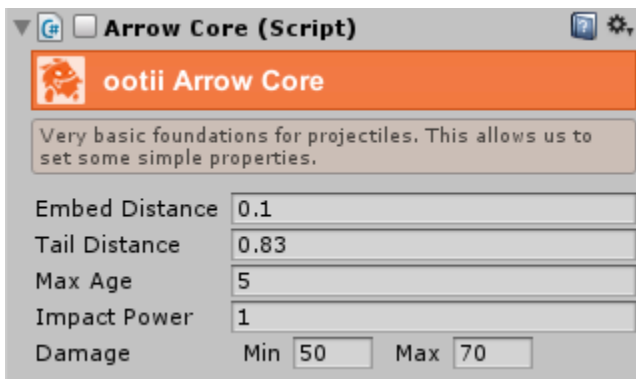 Arrow Core (Script)
ootii Arrow Core
Very basic foundations for projectiles. This allows us to
set some simple properties.
Embed Distance 0.1
Tail Distance 0.83
Max Age 5
Impact Power 1
Damage Min 50 Max 70